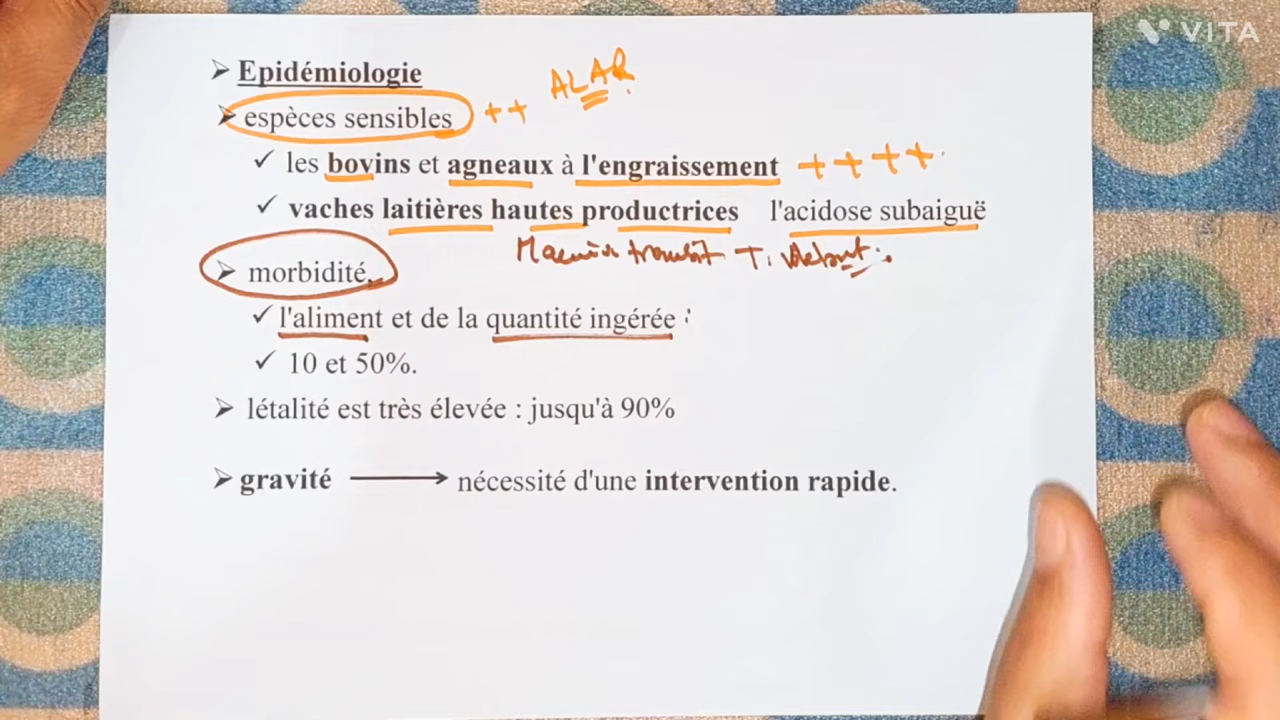 VITA
➢ Epidémiologie
ALAR
➢ espèces sensibles ++
✓ les bovins et agneaux à l'engraissement ++++
✓ vaches laitières hautes productrices l'acidose subaiguë
transit
➢ morbidité
✓ l'aliment et de la quantité ingérée :
✓ 10 et 50%.
➢ létalité est très élevée : jusqu'à 90%
➢ gravité ⟶ nécessité d'une intervention rapide.